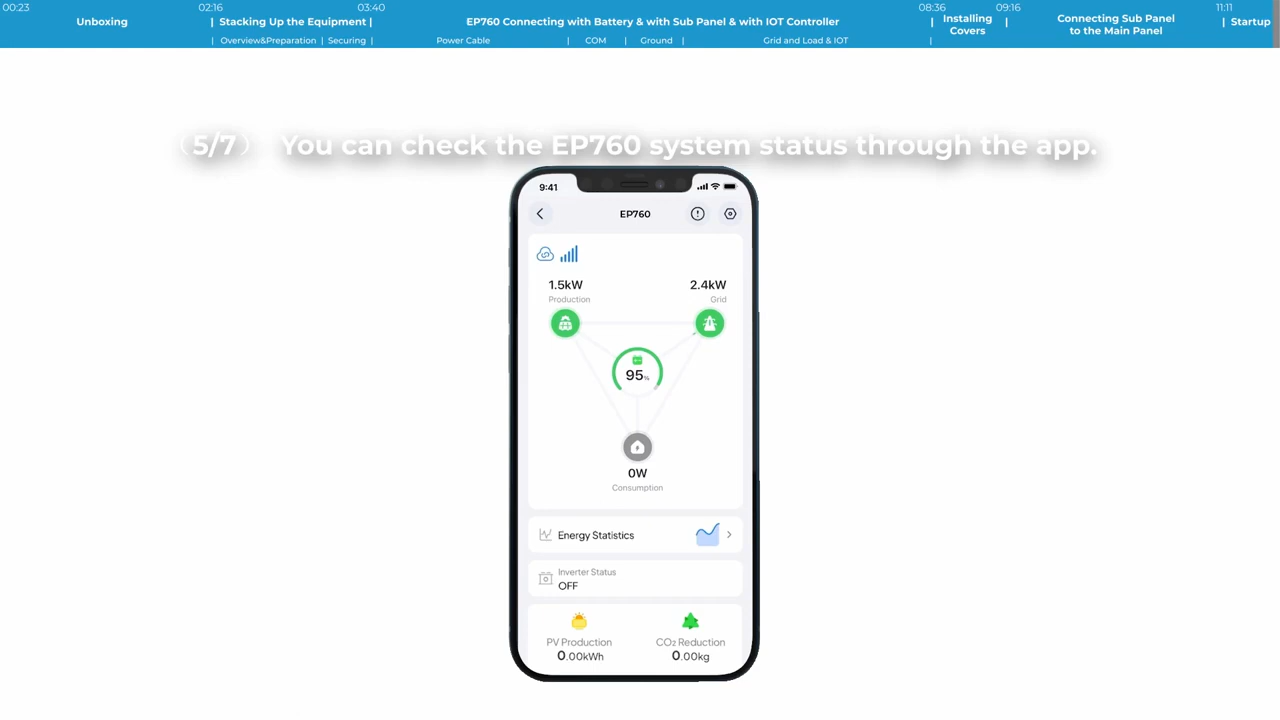 00:23 02:16 03:40 08:36 09:16 11:11
Unboxing | Stacking Up the Equipment | EP760 Connecting with Battery & with Sub Panel & with IOT Controller | Installing Covers | Connecting Sub Panel to the Main Panel | Startup
| Overview&Preparation | Securing | Power Cable | COM | Ground | Grid and Load & IOT |
（5/7） You can check the EP760 system status through the app.
9:41
EP760
1.5kW 2.4kW
Production Grid
95%
0W
Consumption
Energy Statistics
Inverter Status
OFF
PV Production CO₂ Reduction
0.00kWh 0.00kg